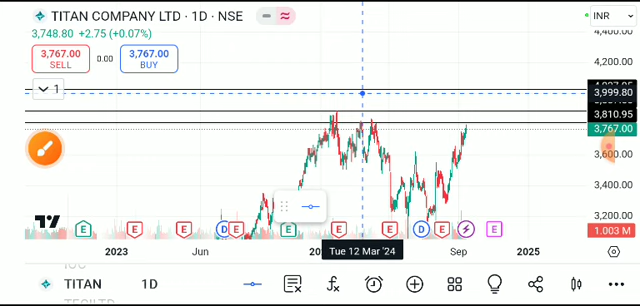 TITAN COMPANY LTD · 1D · NSE
INR
3,748.80 +2.75 (+0.07%)
4,400.00
3,767.00
SELL
0.00
3,767.00
BUY
4,200.00
1
3,999.80
3,810.95
3,767.00
3,600.00
3,400.00
3,200.00
1.003 M
E E E D E E E E D E E
2023 Jun Tue 12 Mar '24 Sep 2025
TITAN 1D